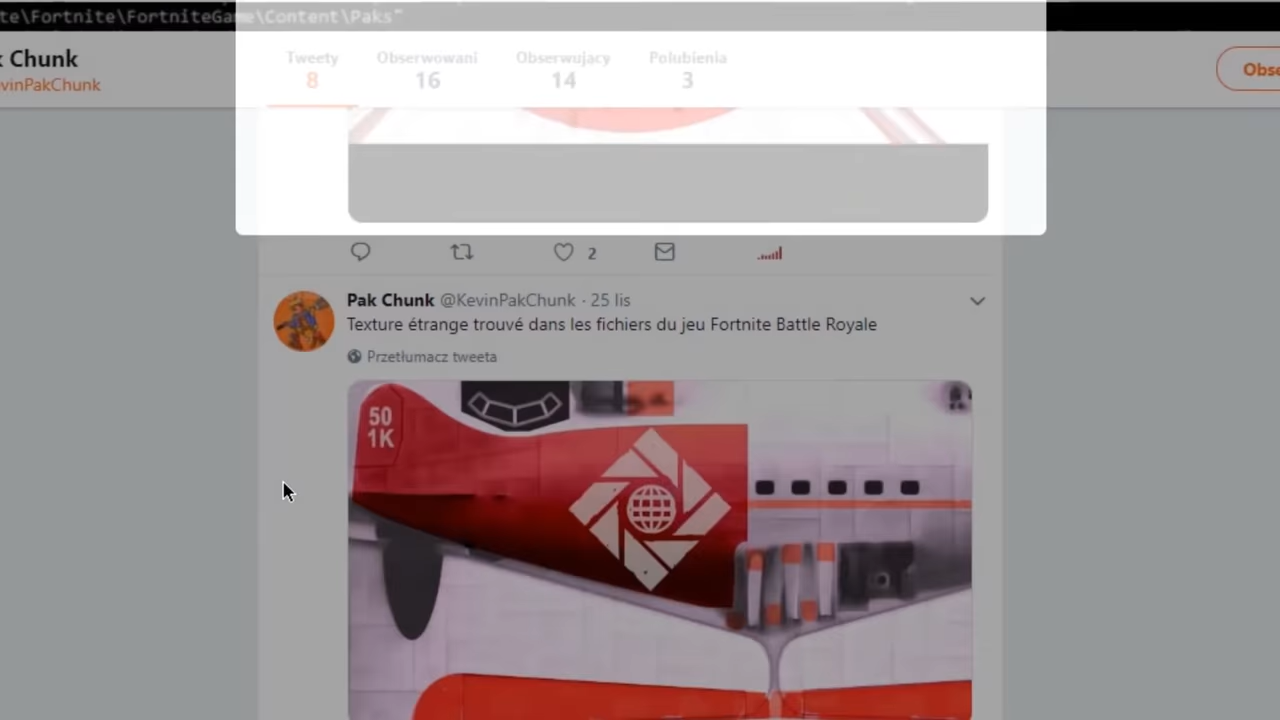 te\Fortnite\FortniteGame\Content\Paks"
k Chunk
vinPakChunk
Tweety
8
Obserwowani
16
Obserwujący
14
Polubienia
3
Obse
2
Pak Chunk @KevinPakChunk · 25 lis
Texture étrange trouvé dans les fichiers du jeu Fortnite Battle Royale
Przetłumacz tweeta
50
1K